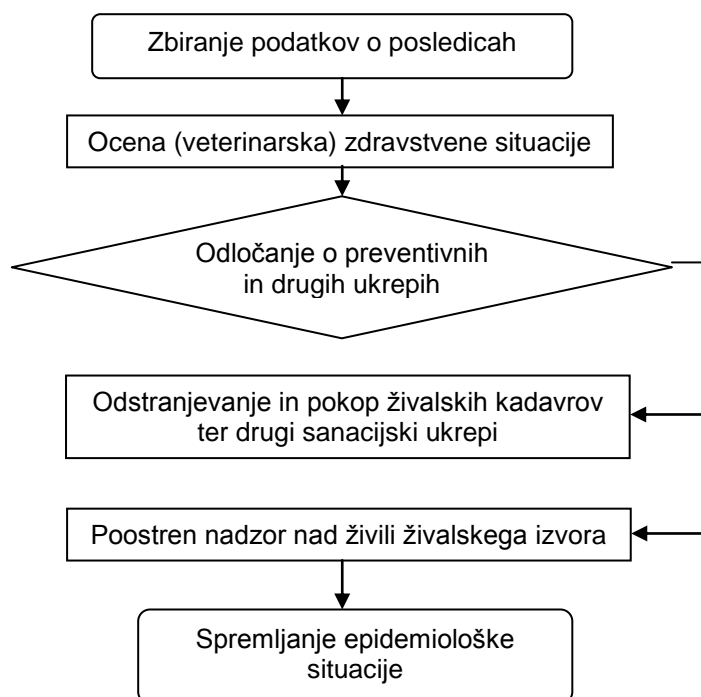 Zbiranje podatkov o posledicah
Ocena (veterinarska) zdravstvene situacije
Odločanje o preventivnih
in drugih ukrepih
Odstranjevanje in pokop živalskih kadavrov
ter drugi sanacijski ukrepi
Poostren nadzor nad živili živalskega izvora
Spremljanje epidemiološke
situacije